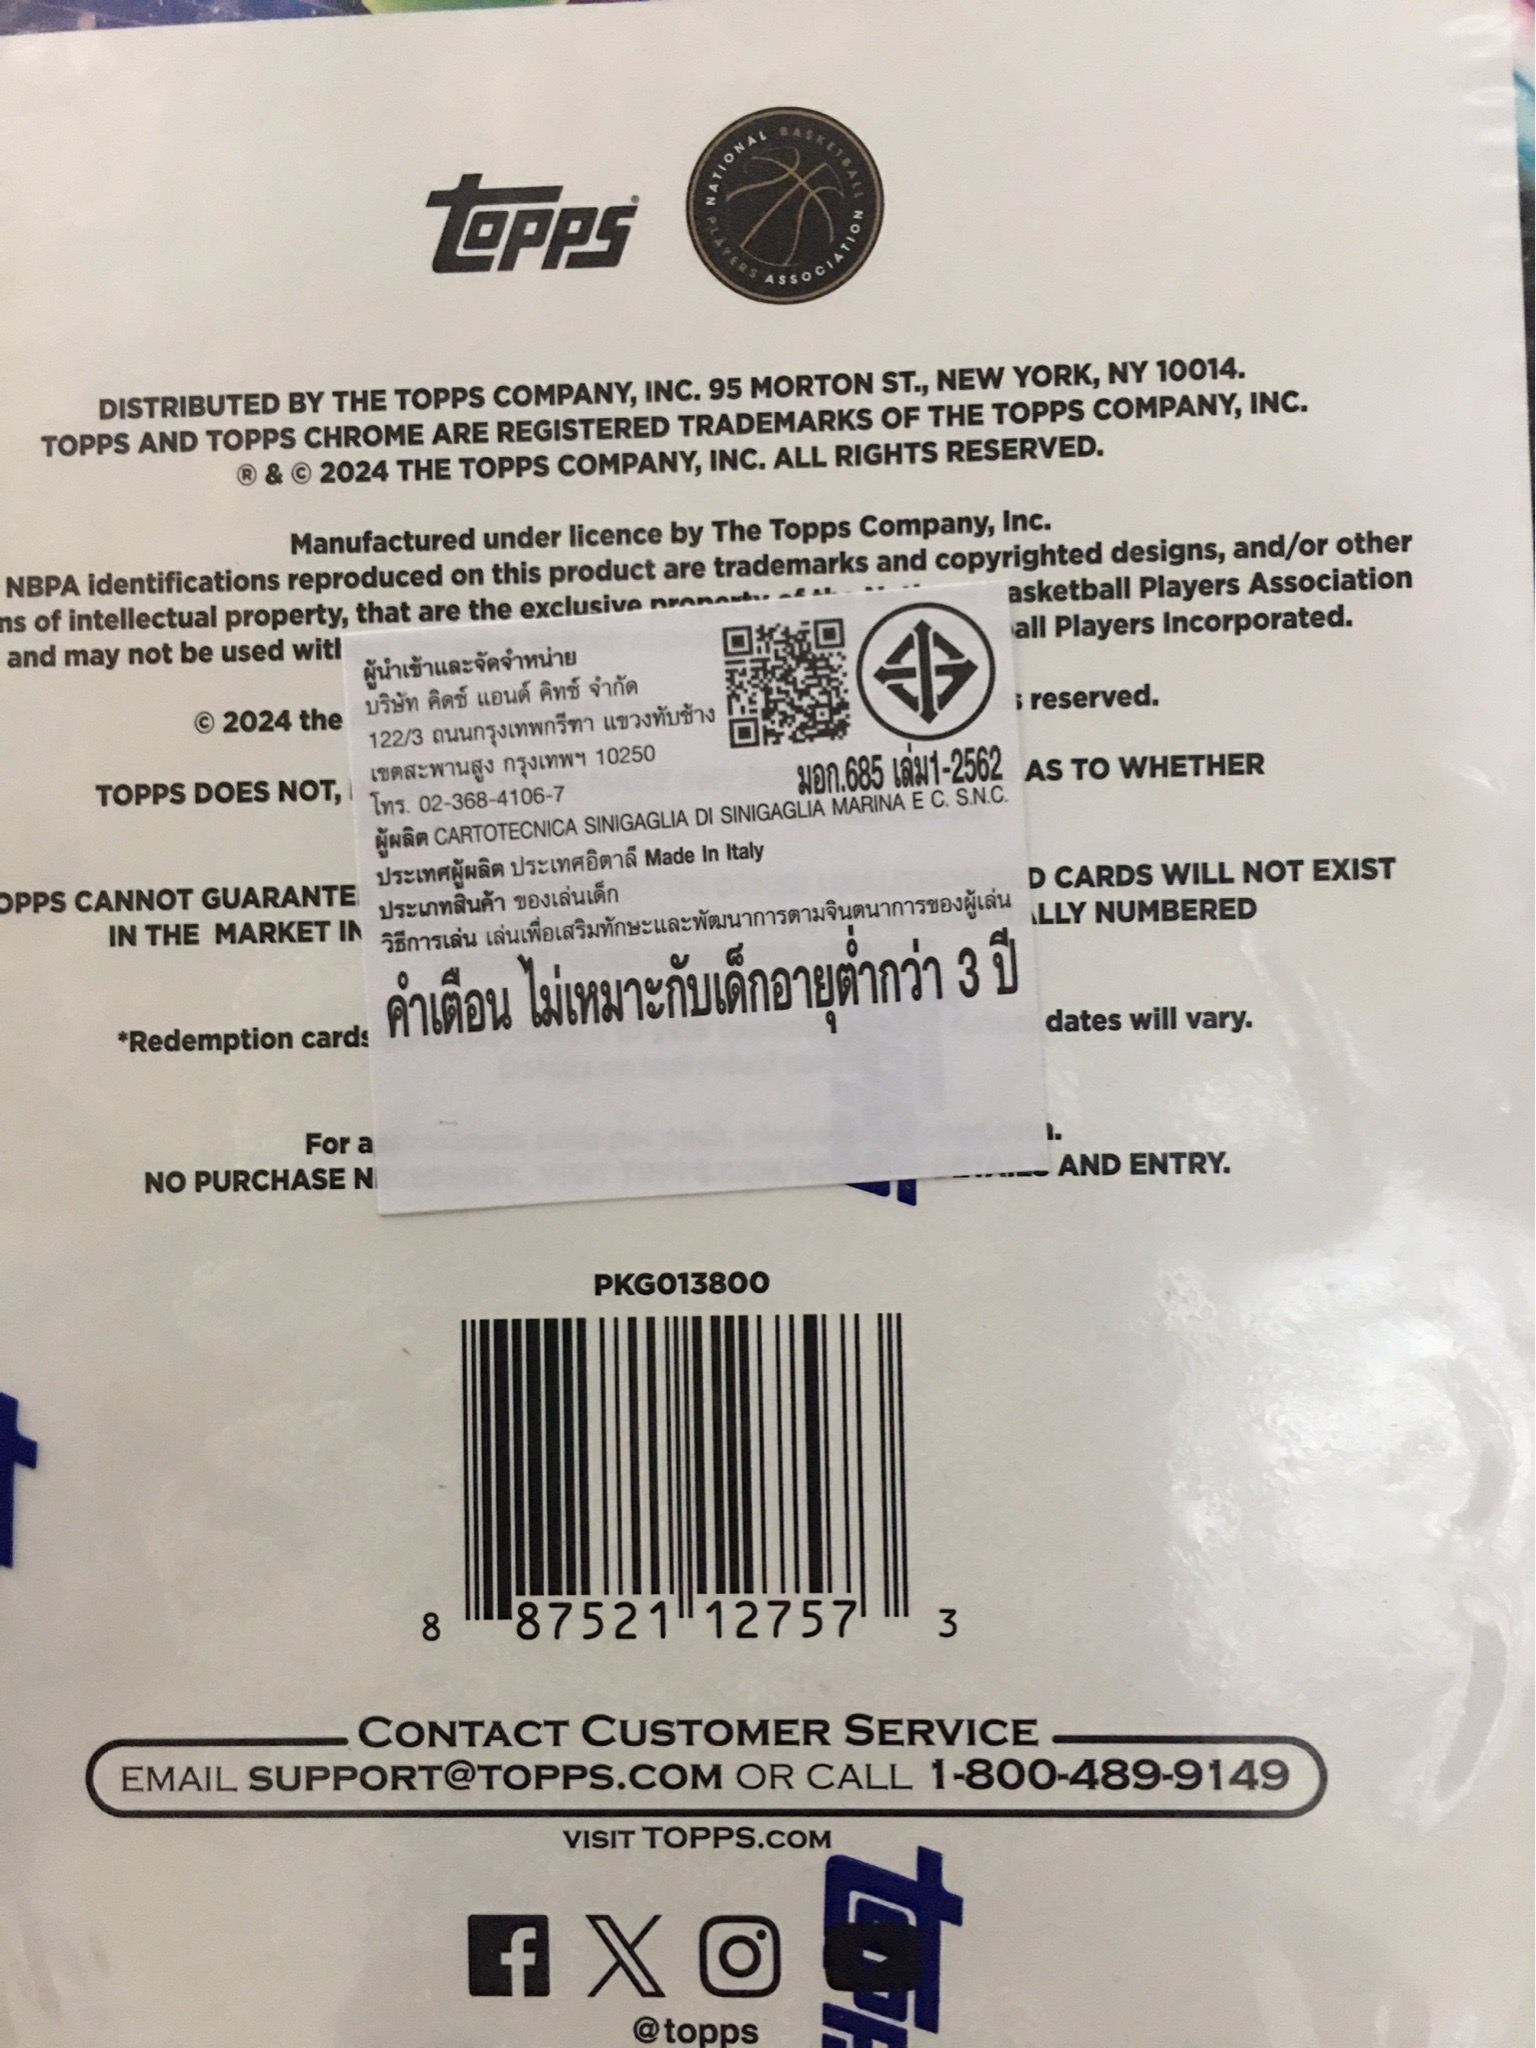 topps
NATIONAL BASKETBALL PLAYERS ASSOCIATION
DISTRIBUTED BY THE TOPPS COMPANY, INC. 95 MORTON ST., NEW YORK, NY 10014.
TOPPS AND TOPPS CHROME ARE REGISTERED TRADEMARKS OF THE TOPPS COMPANY, INC.
® & © 2024 THE TOPPS COMPANY, INC. ALL RIGHTS RESERVED.
Manufactured under licence by The Topps Company, Inc.
NBPA identifications reproduced on this product are trademarks and copyrighted designs, and/or other
of intellectual property, that are the exclusive property of the Basketball Players Association
and may not be used Players Incorporated.
© 2024 the reserved.
TOPPS DOES NOT, AS TO WHETHER
CANNOT CARDS WILL NOT EXIST
IN THE MARKET NUMBERED
*Redemption cards dates will vary.
For
NO PURCHASE AND ENTRY.
ผู้นำเข้าและจัดจำหน่าย
บริษัท คิดซ์ แอนด์ คิทซ์ จำกัด
122/3 ถนนกรุงเทพกรีฑา แขวงทับช้าง
เขตสะพานสูง กรุงเทพฯ 10250
โทร. 02-368-4106-7
มอก.685 เล่ม1-2562
ผู้ผลิต CARTOTECNICA SINIGAGLIA DI SINIGAGLIA MARINA E C. S.N.C.
ประเทศผู้ผลิต ประเทศอิตาลี Made In Italy
ประเภทสินค้า ของเล่นเด็ก
วิธีการเล่น เล่นเพื่อเสริมทักษะและพัฒนาการตามจินตนาการของผู้เล่น
คำเตือน ไม่เหมาะกับเด็กอายุต่ำกว่า 3 ปี
PKG013800
8 87521 12757 3
CONTACT CUSTOMER SERVICE
EMAIL SUPPORT@TOPPS.COM OR CALL 1-800-489-9149
VISIT TOPPS.COM
@topps